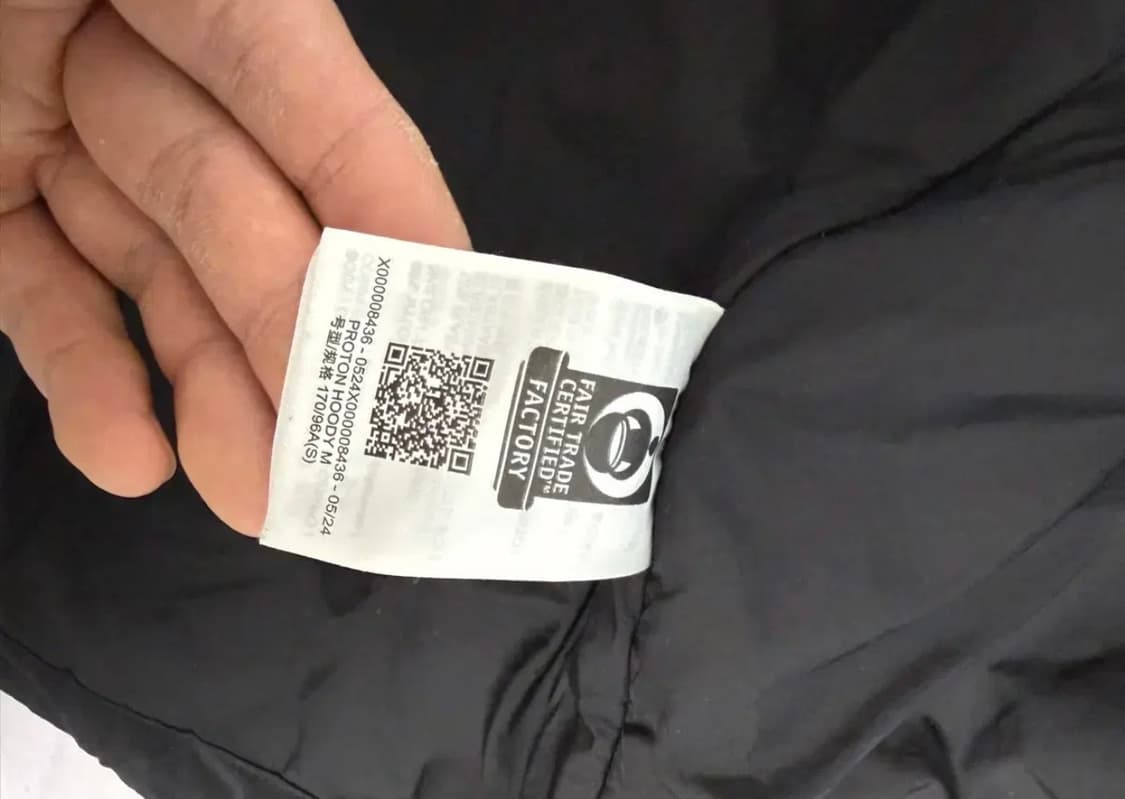 FAIR TRADE
CERTIFIED™
FACTORY
X000008436 - 0524X000008436 - 05/24
PROTON HOODY M
号型/规格 170/96A(S)